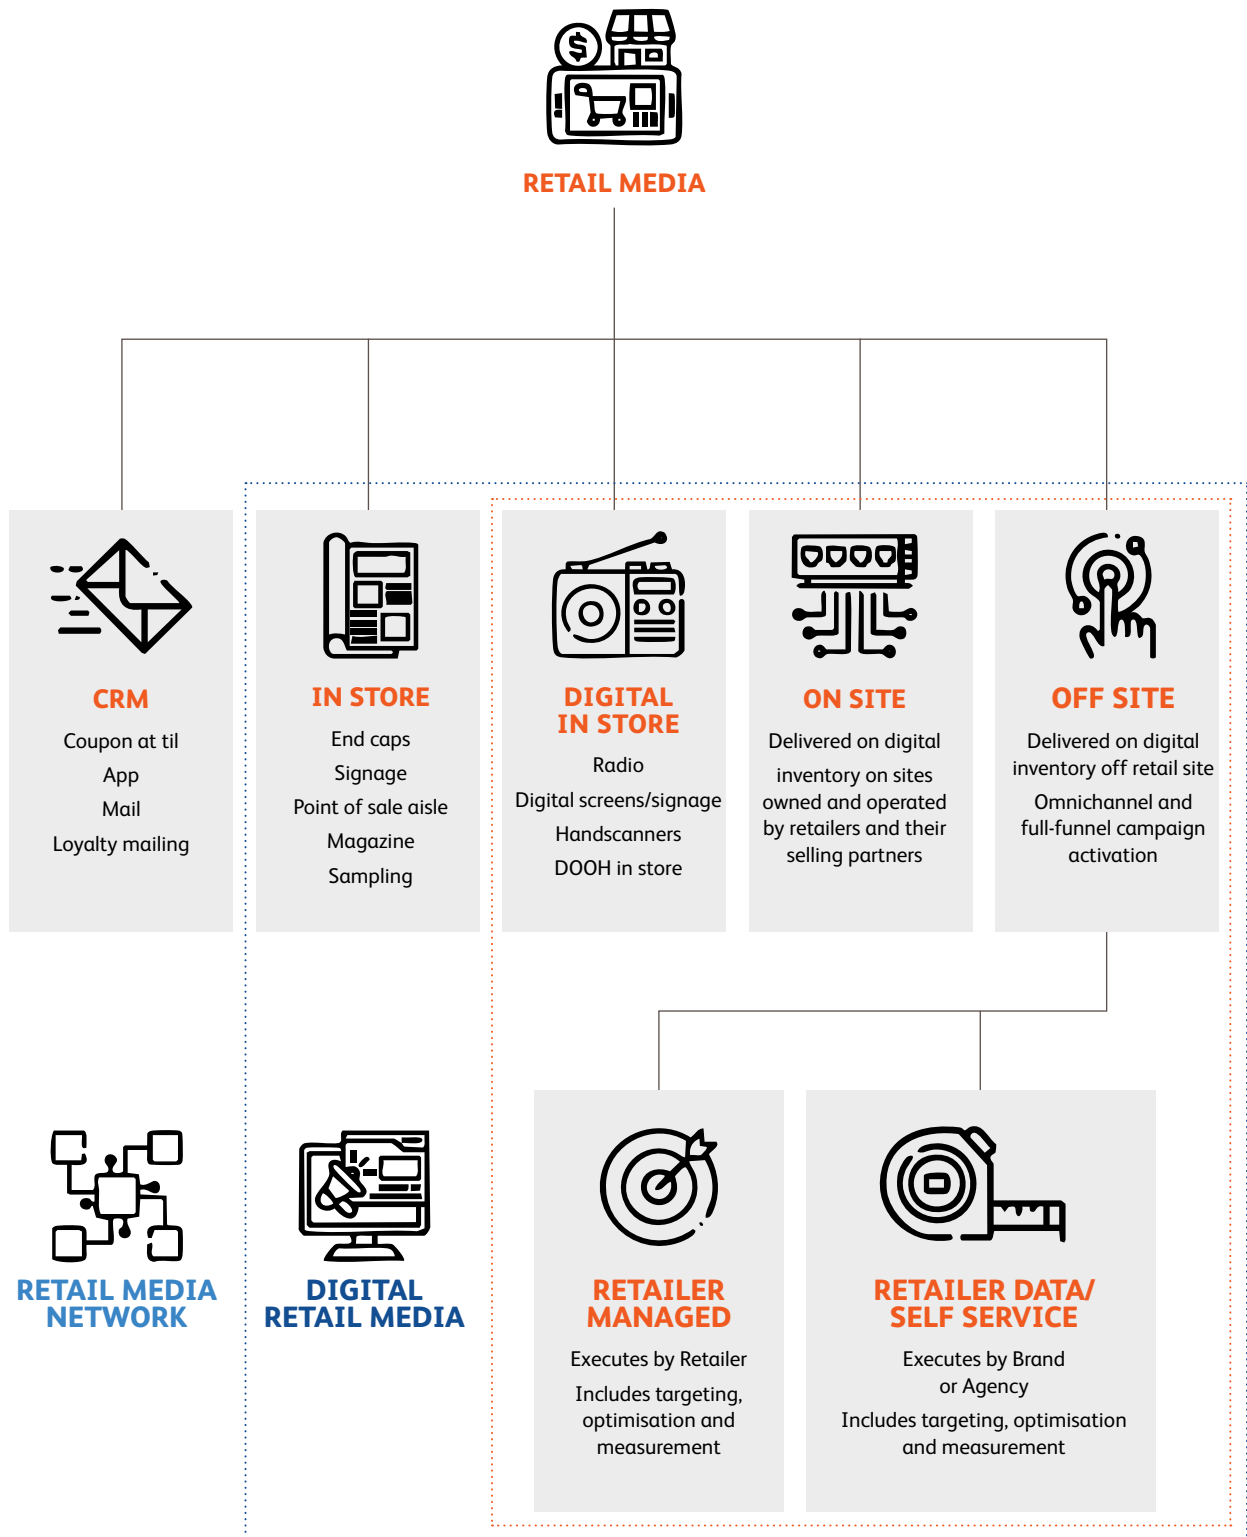 RETAIL MEDIA
CRM
Coupon at til
App
Mail
Loyalty mailing
IN STORE
End caps
Signage
Point of sale aisle
Magazine
Sampling
DIGITAL
IN STORE
Radio
Digital screens/signage
Handscanners
DOOH in store
ON SITE
Delivered on digital
inventory on sites
owned and operated
by retailers and their
selling partners
OFF SITE
Delivered on digital
inventory off retail site
Omnichannel and
full-funnel campaign
activation
RETAIL MEDIA
NETWORK
DIGITAL
RETAIL MEDIA
RETAILER
MANAGED
Executes by Retailer
Includes targeting,
optimisation and
measurement
RETAILER DATA/
SELF SERVICE
Executes by Brand
or Agency
Includes targeting, optimisation
and measurement